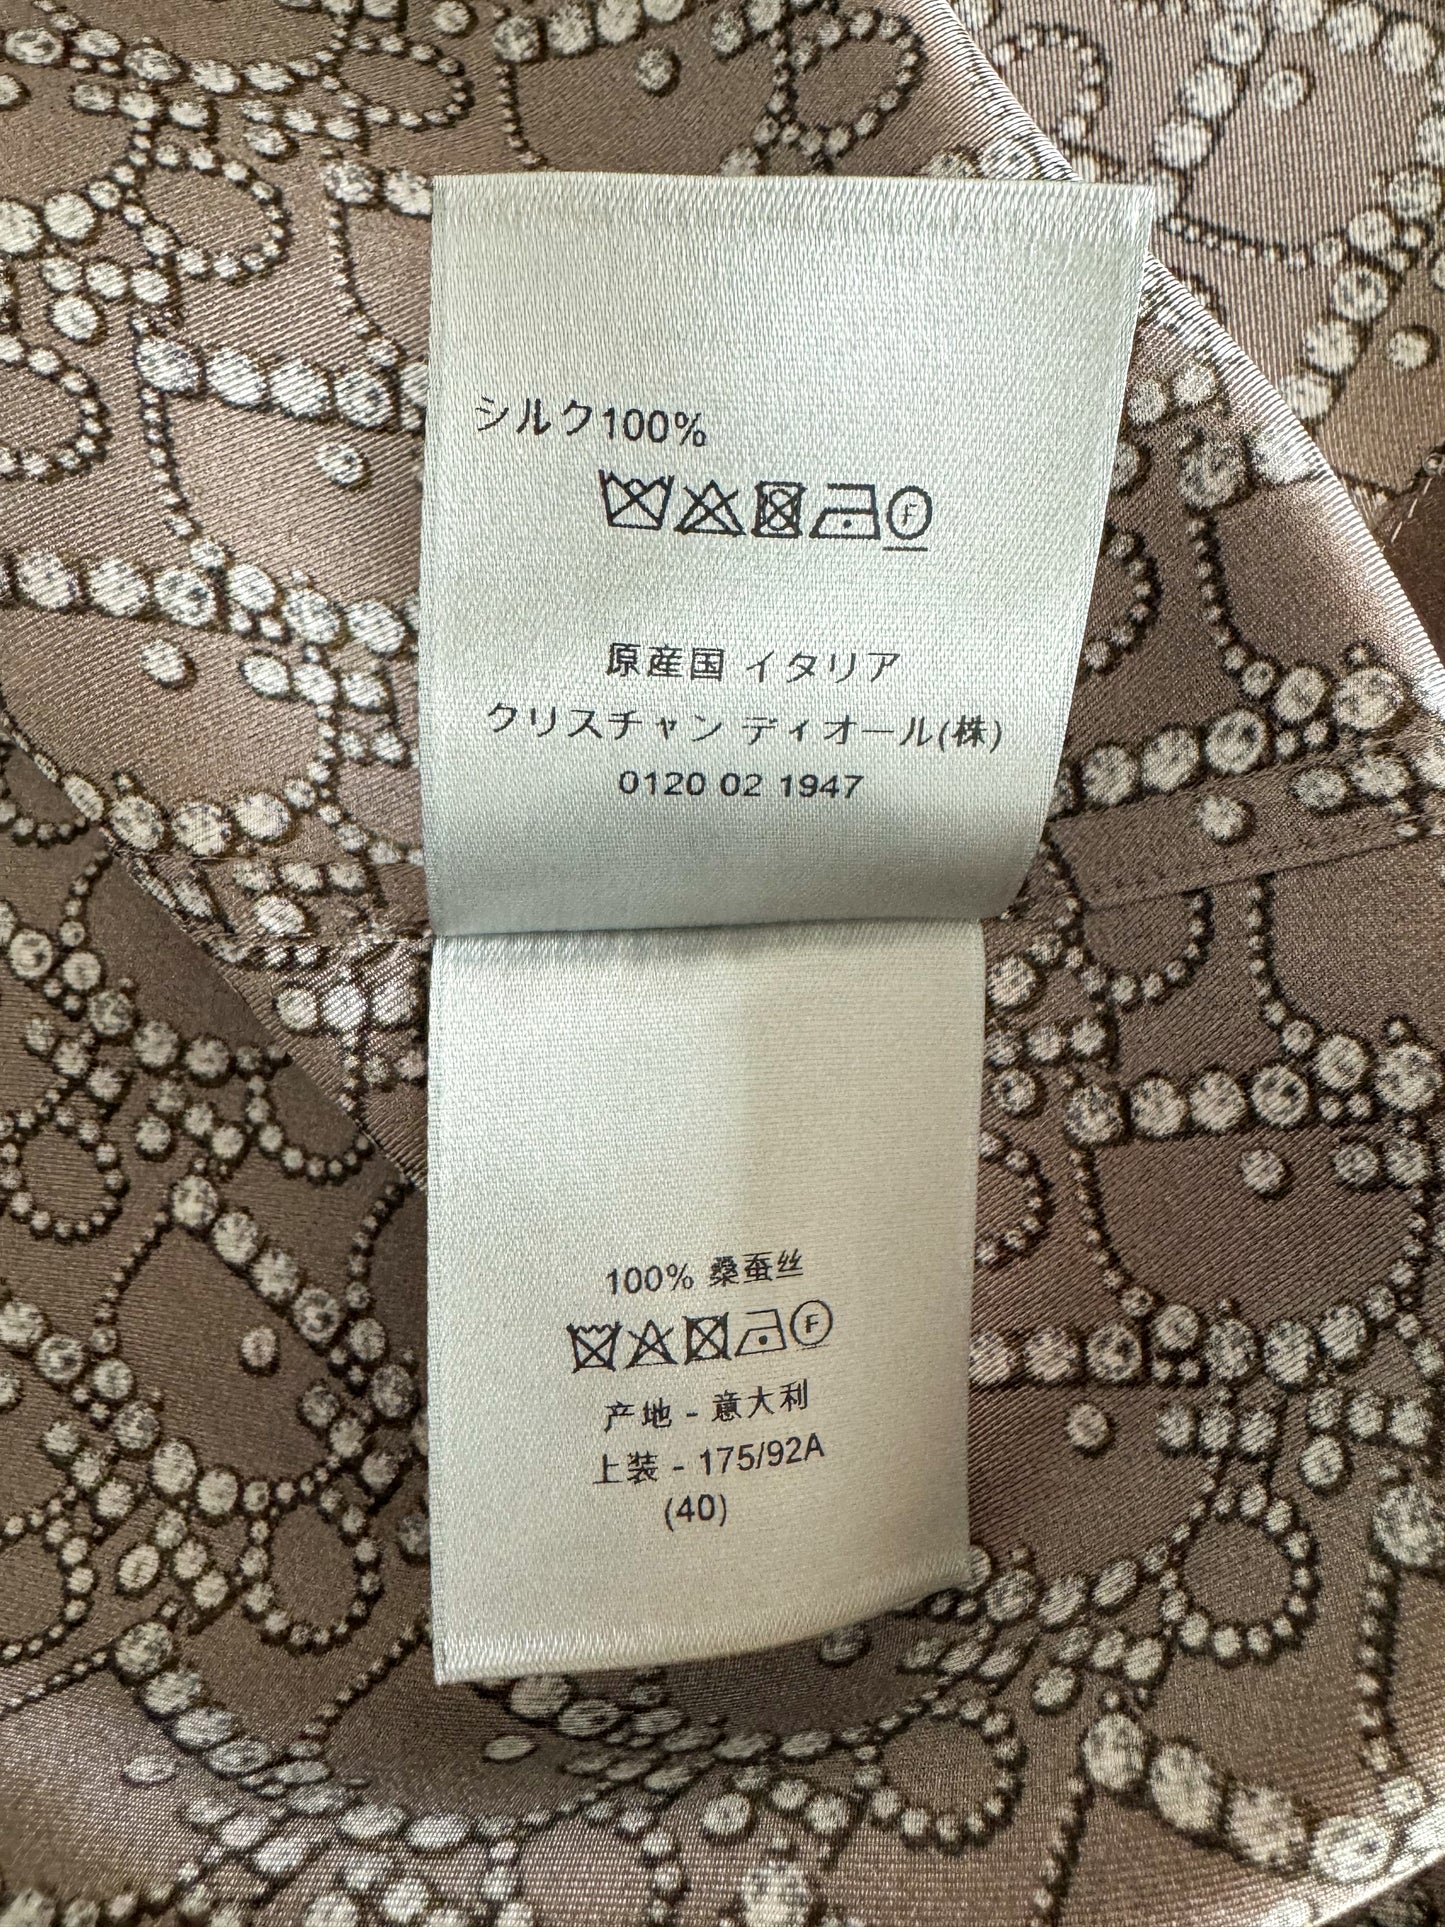 シルク100%
F
原産国 イタリア
クリスチャン ディオール(株)
0120 02 1947
100% 桑蚕丝
F
产地 - 意大利
上装 - 175/92A
(40)